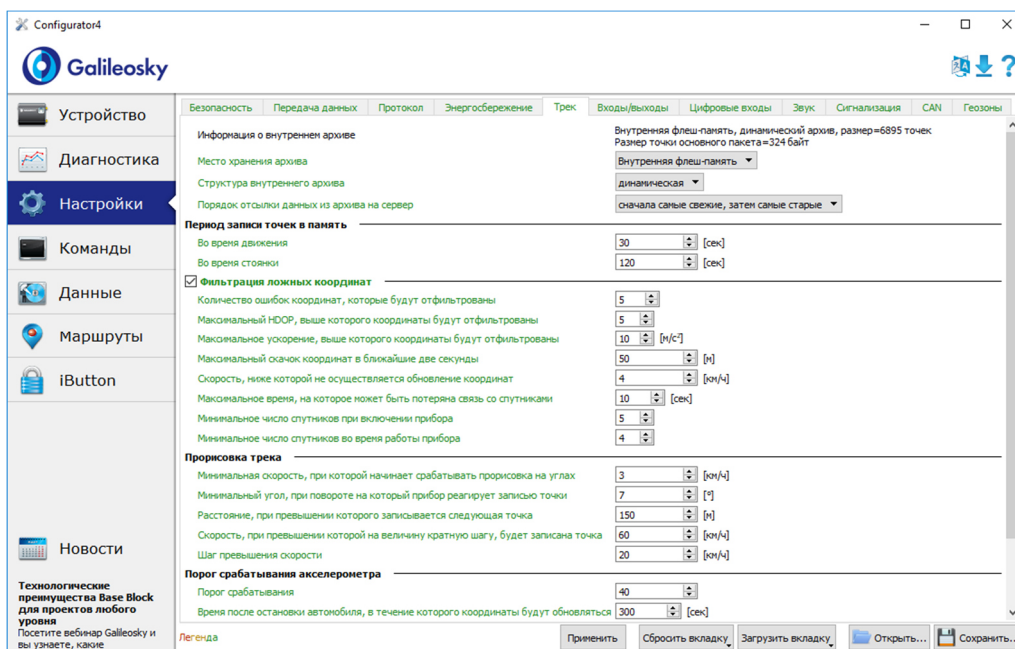 Configurator4
Galileosky
?
Устройство
Диагностика
Настройки
Команды
Данные
Маршруты
iButton
Новости
Технологические
преимущества Base Block
для проектов любого
уровня
Посетите вебинар Galileosky и
вы узнаете, какие
Безопасность Передача данных Протокол Энергосбережение Трек Входы/выходы Цифровые входы Звук Сигнализация CAN Геозоны
Информация о внутреннем архиве Внутренняя флеш-память, динамический архив, размер=6895 точек
Размер точки основного пакета=324 байт
Место хранения архива Внутренняя флеш-память
Структура внутреннего архива динамическая
Порядок отсылки данных из архива на сервер сначала самые свежие, затем самые старые
Период записи точек в память
Во время движения 30 [сек]
Во время стоянки 120 [сек]
Фильтрация ложных координат
Количество ошибок координат, которые будут отфильтрованы 5
Максимальный HDOP, выше которого координаты будут отфильтрованы 5
Максимальное ускорение, выше которого координаты будут отфильтрованы 10 [м/с²]
Максимальный скачок координат в ближайшие две секунды 50 [м]
Скорость, ниже которой не осуществляется обновление координат 4 [км/ч]
Максимальное время, на которое может быть потеряна связь со спутниками 10 [сек]
Минимальное число спутников при включении прибора 5
Минимальное число спутников во время работы прибора 4
Прорисовка трека
Минимальная скорость, при которой начинает срабатывать прорисовка на углах 3 [км/ч]
Минимальный угол, при повороте на который прибор реагирует записью точки 7 [°]
Расстояние, при превышении которого записывается следующая точка 150 [м]
Скорость, при превышении которой на величину кратную шагу, будет записана точка 60 [км/ч]
Шаг превышения скорости 20 [км/ч]
Порог срабатывания акселерометра
Порог срабатывания 40
Время после остановки автомобиля, в течение которого координаты будут обновляться 300 [сек]
Легенда Применить Сбросить вкладку Загрузить вкладку Открыть... Сохранить...